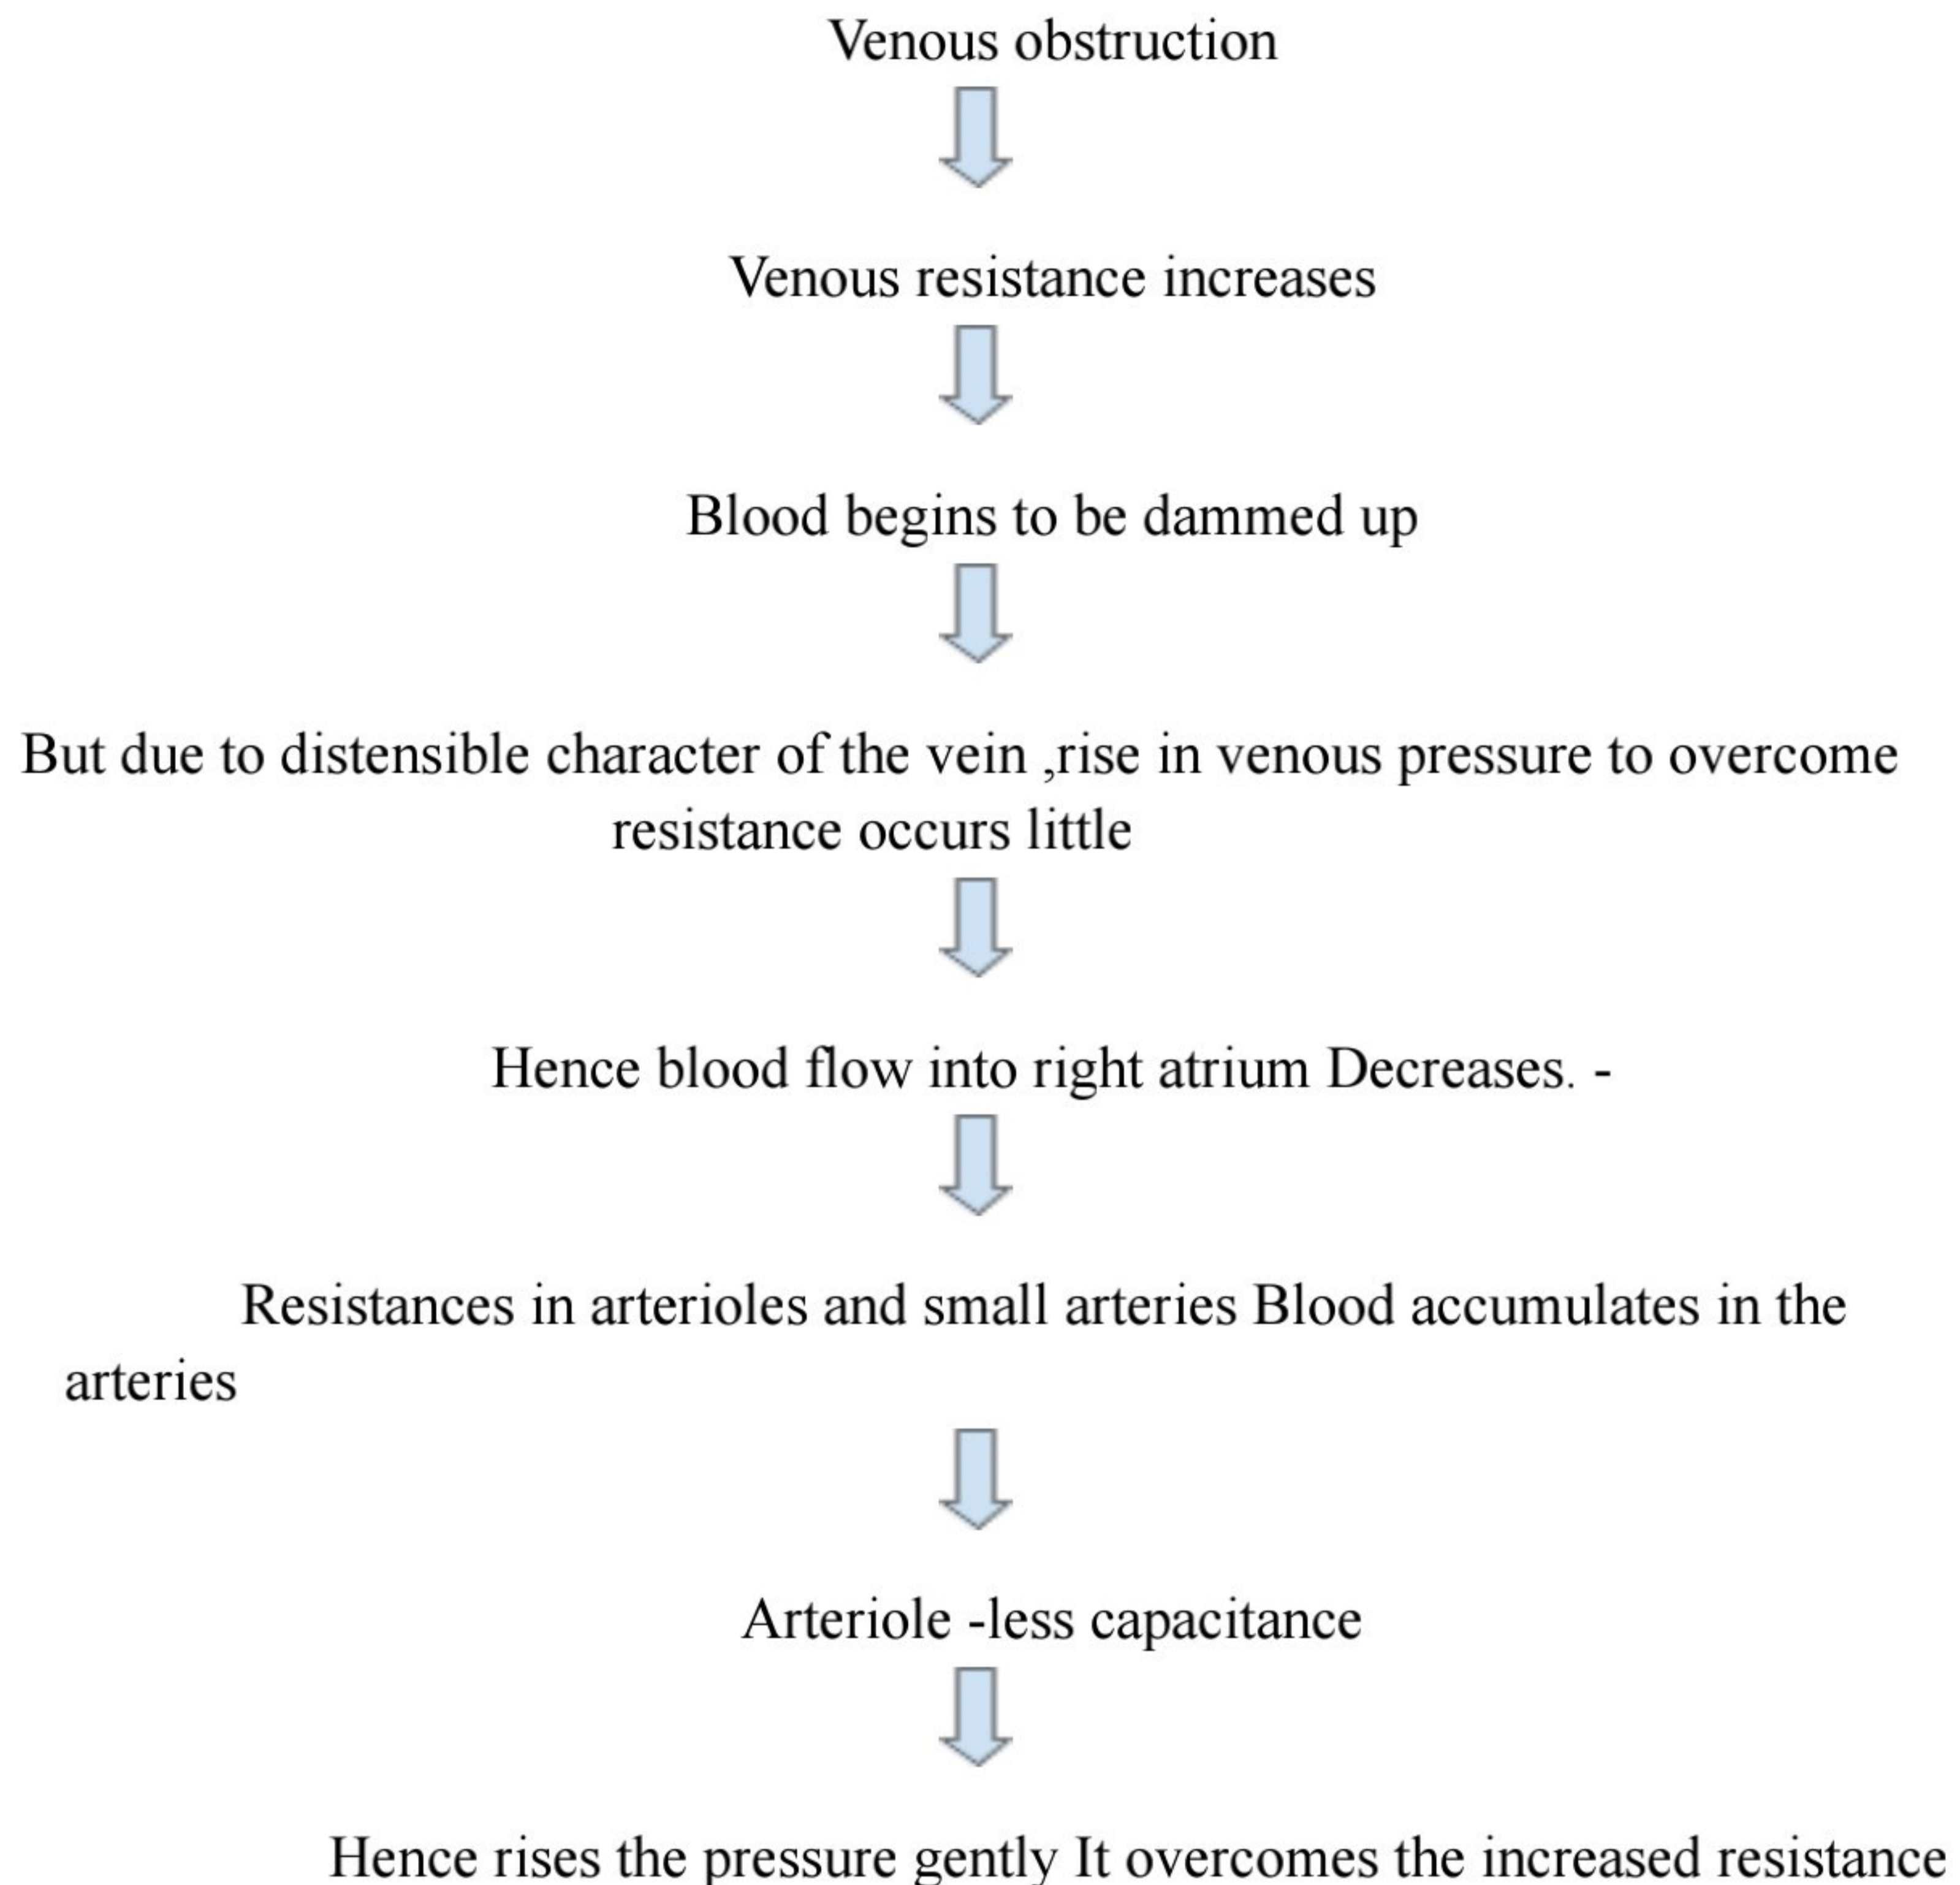 Venous obstruction
Venous resistance increases
Blood begins to be dammed up
But due to distensible character of the vein ,rise in venous pressure to overcome
resistance occurs little
Hence blood flow into right atrium Decreases. -
Resistances in arterioles and small arteries Blood accumulates in the
arteries
Arteriole -less capacitance
Hence rises the pressure gently It overcomes the increased resistance